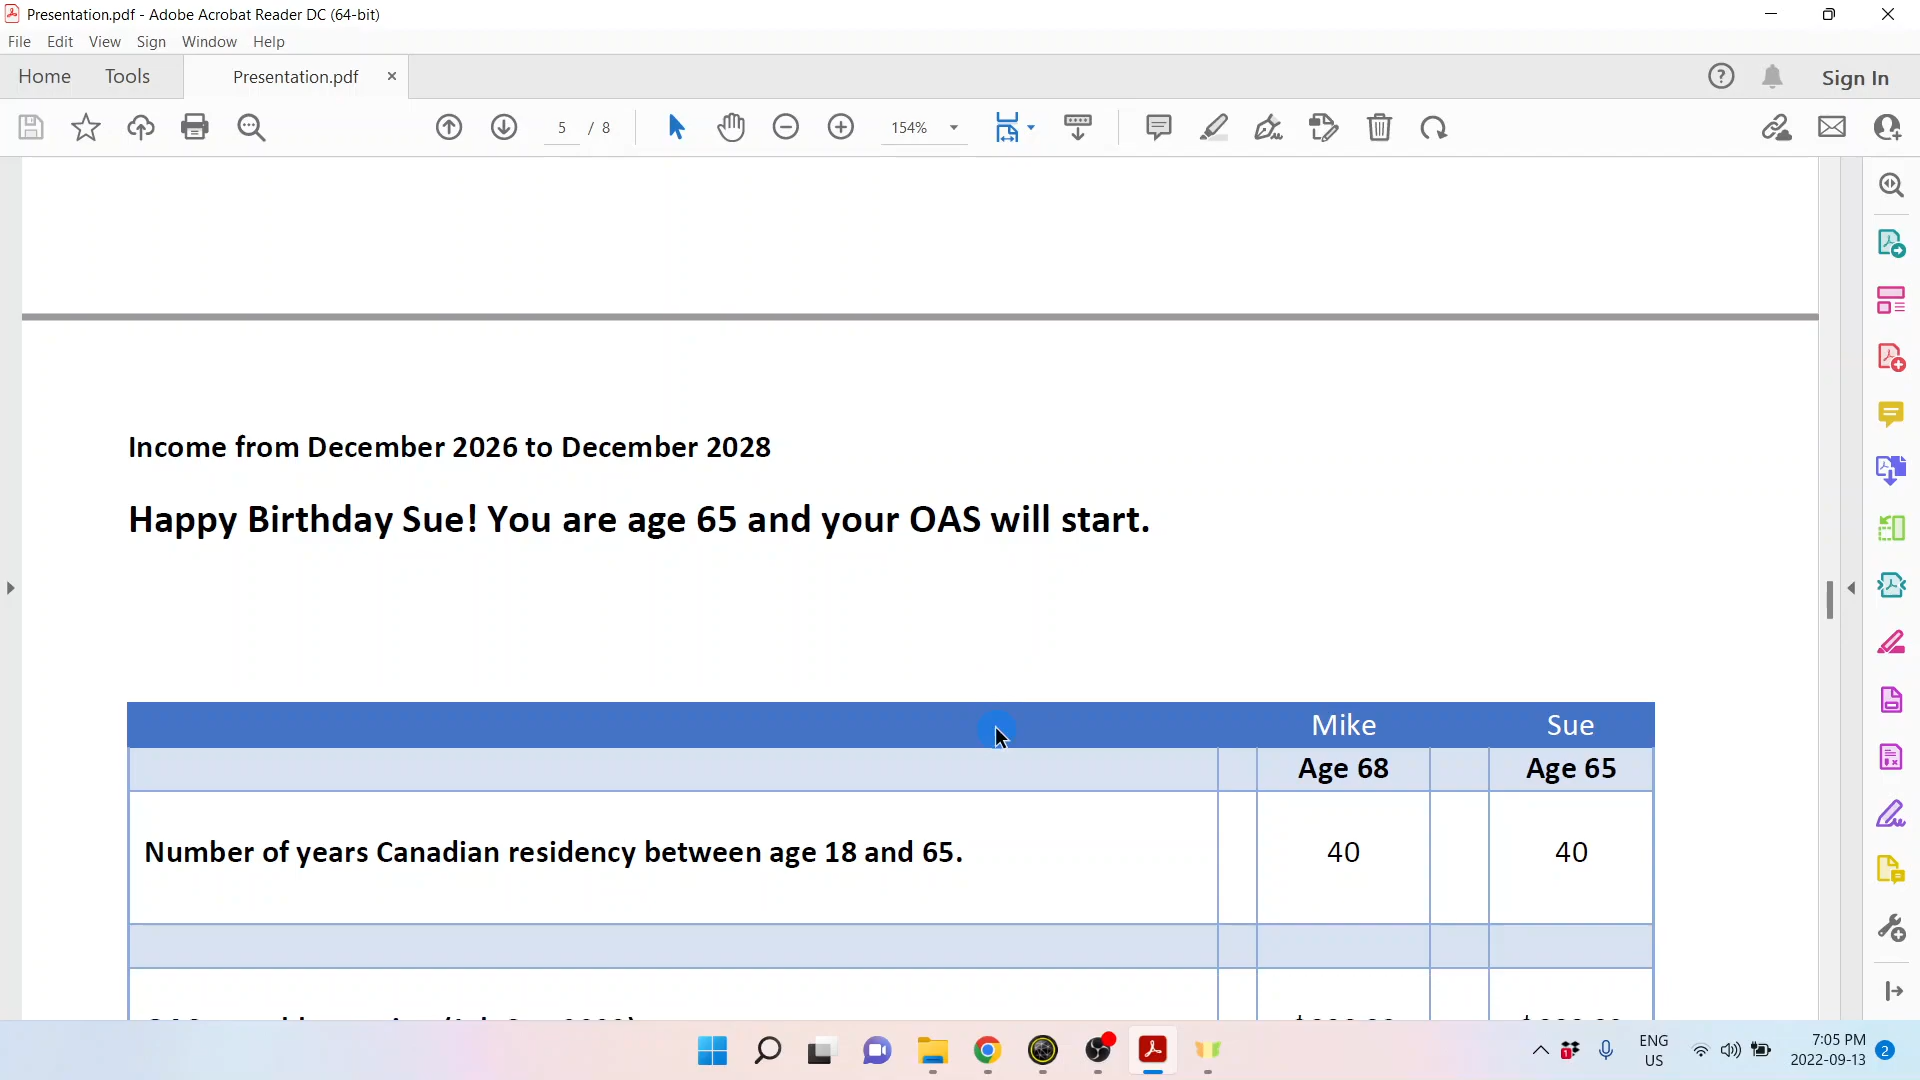 Presentation.pdf - Adobe Acrobat Reader DC (64-bit)
File Edit View Sign Window Help
Home Tools Presentation.pdf Sign In
5 / 8 154%
Income from December 2026 to December 2028
Happy Birthday Sue! You are age 65 and your OAS will start.
Mike Sue
Age 68 Age 65
Number of years Canadian residency between age 18 and 65. 40 40
ENG 7:05 PM
US 2022-09-13 2
1